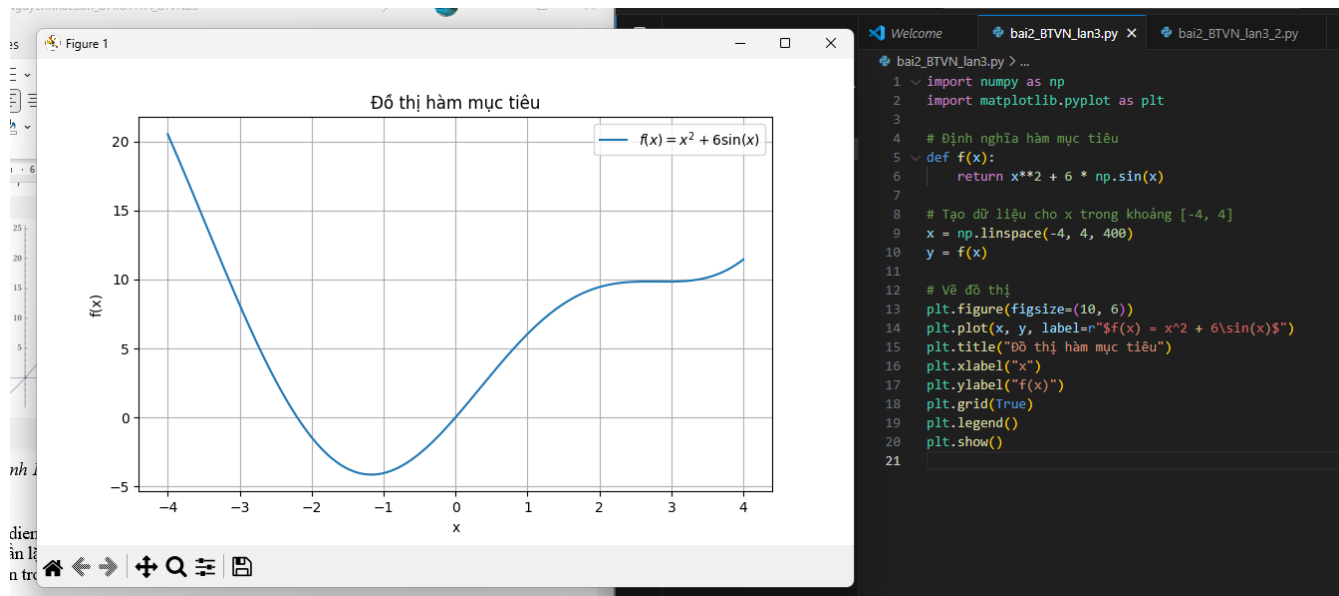 Figure 1
Đồ thị hàm mục tiêu
f(x) = x² + 6sin(x)
20
15
10
5
0
−5
f(x)
−4 −3 −2 −1 0 1 2 3 4
x
25
20
15
10
5
Welcome
bai2_BTVN_lan3.py
bai2_BTVN_lan3_2.py
bai2_BTVN_lan3.py > ...
1 import numpy as np
2 import matplotlib.pyplot as plt
3
4 # Định nghĩa hàm mục tiêu
5 def f(x):
6 return x**2 + 6 * np.sin(x)
7
8 # Tạo dữ liệu cho x trong khoảng [-4, 4]
9 x = np.linspace(-4, 4, 400)
10 y = f(x)
11
12 # Vẽ đồ thị
13 plt.figure(figsize=(10, 6))
14 plt.plot(x, y, label=r"$f(x) = x^2 + 6\sin(x)$")
15 plt.title("Đồ thị hàm mục tiêu")
16 plt.xlabel("x")
17 plt.ylabel("f(x)")
18 plt.grid(True)
19 plt.legend()
20 plt.show()
21